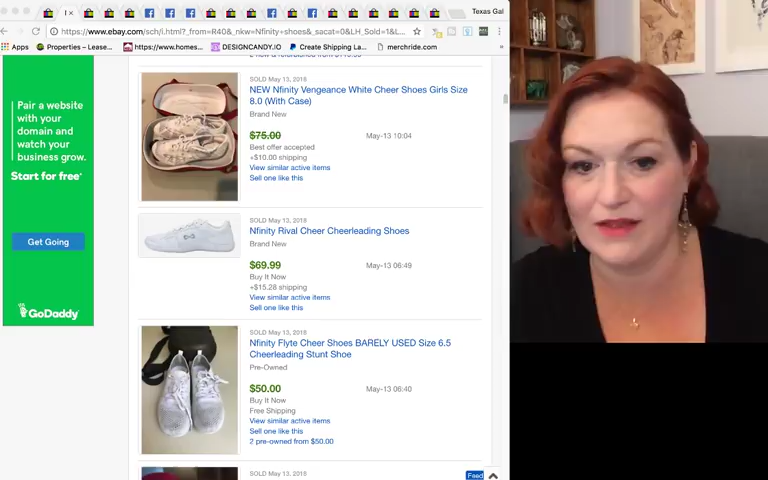 Texas Gal
https://www.ebay.com/sch/i.html?_from=R40&_nkw=Nfinity+shoes&_sacat=0&LH_Sold=1&L...
Apps Properties – Lease... https://www.homes... DESIGNCANDY.IO Create Shipping La... merchride.com
Pair a website
with your
domain and
watch your
business grow.
Start for free*
Get Going
GoDaddy
SOLD MAY 13, 2018
NEW Nfinity Vengeance White Cheer Shoes Girls Size
8.0 (With Case)
Brand New
$75.00 May-13 10:04
Best offer accepted
+$10.00 shipping
View similar active items
Sell one like this
SOLD MAY 13, 2018
Nfinity Rival Cheer Cheerleading Shoes
Brand New
$69.99 May-13 06:49
Buy It Now
+$15.28 shipping
View similar active items
Sell one like this
SOLD MAY 13, 2018
Nfinity Flyte Cheer Shoes BARELY USED Size 6.5
Cheerleading Stunt Shoe
Pre-Owned
$50.00 May-13 06:40
Buy It Now
Free Shipping
View similar active items
Sell one like this
2 pre-owned from $50.00
SOLD MAY 13, 2018
Feed